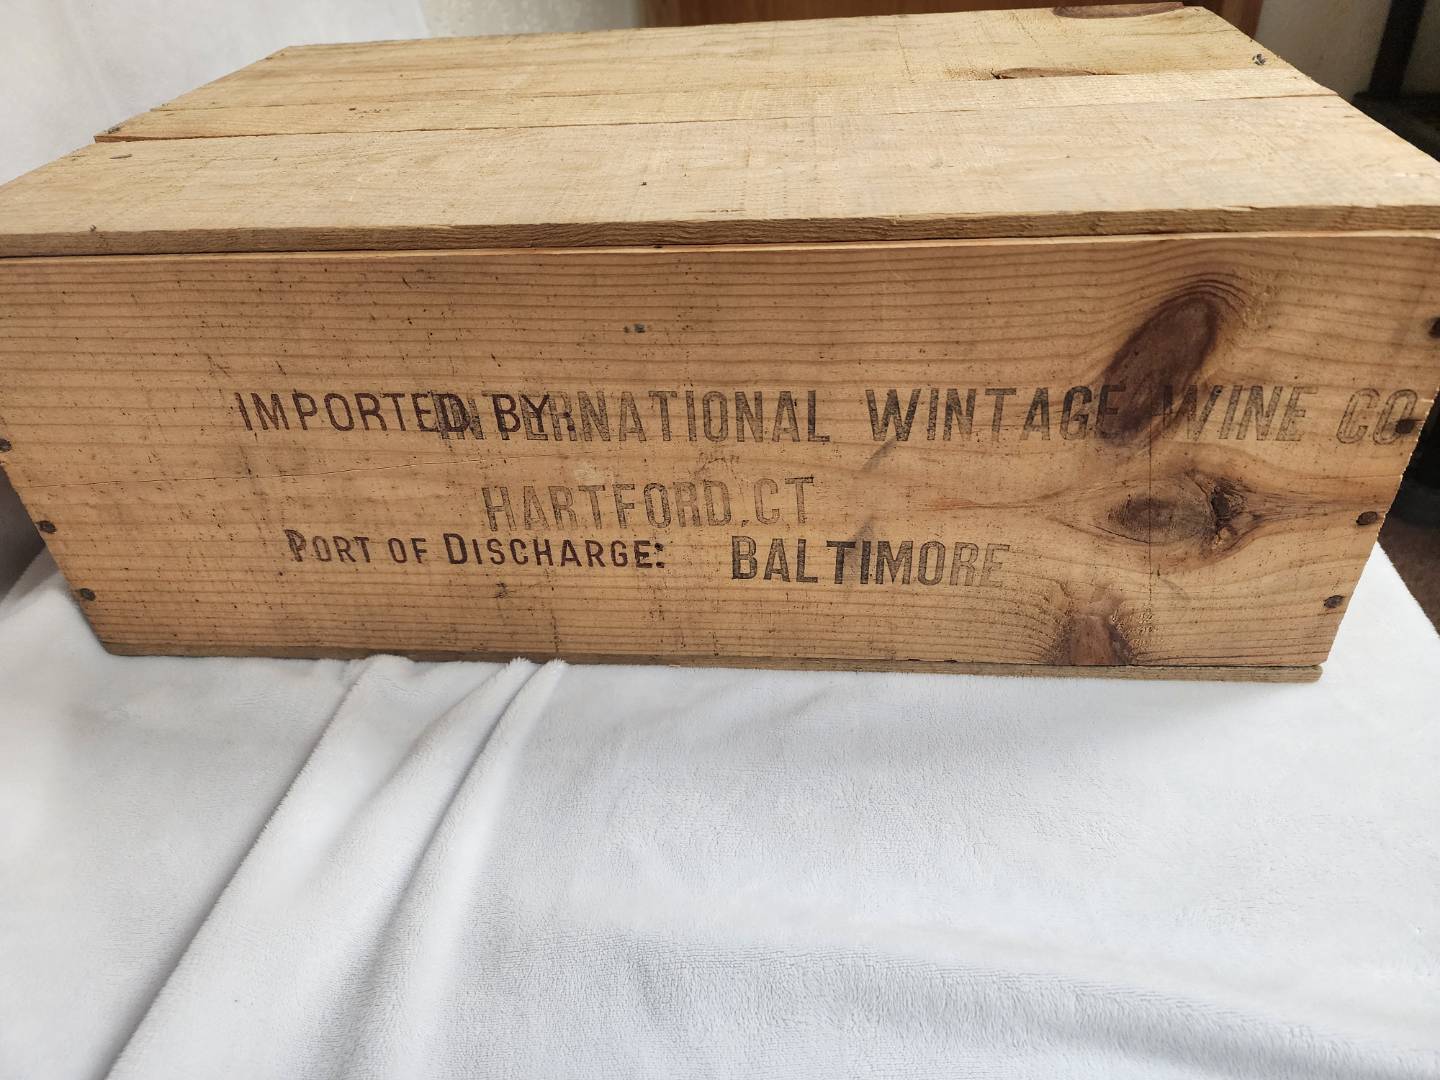 IMPORTED BY: INTERNATIONAL WINTAGE WINE CO.
HARTFORD, CT
PORT OF DISCHARGE: BALTIMORE